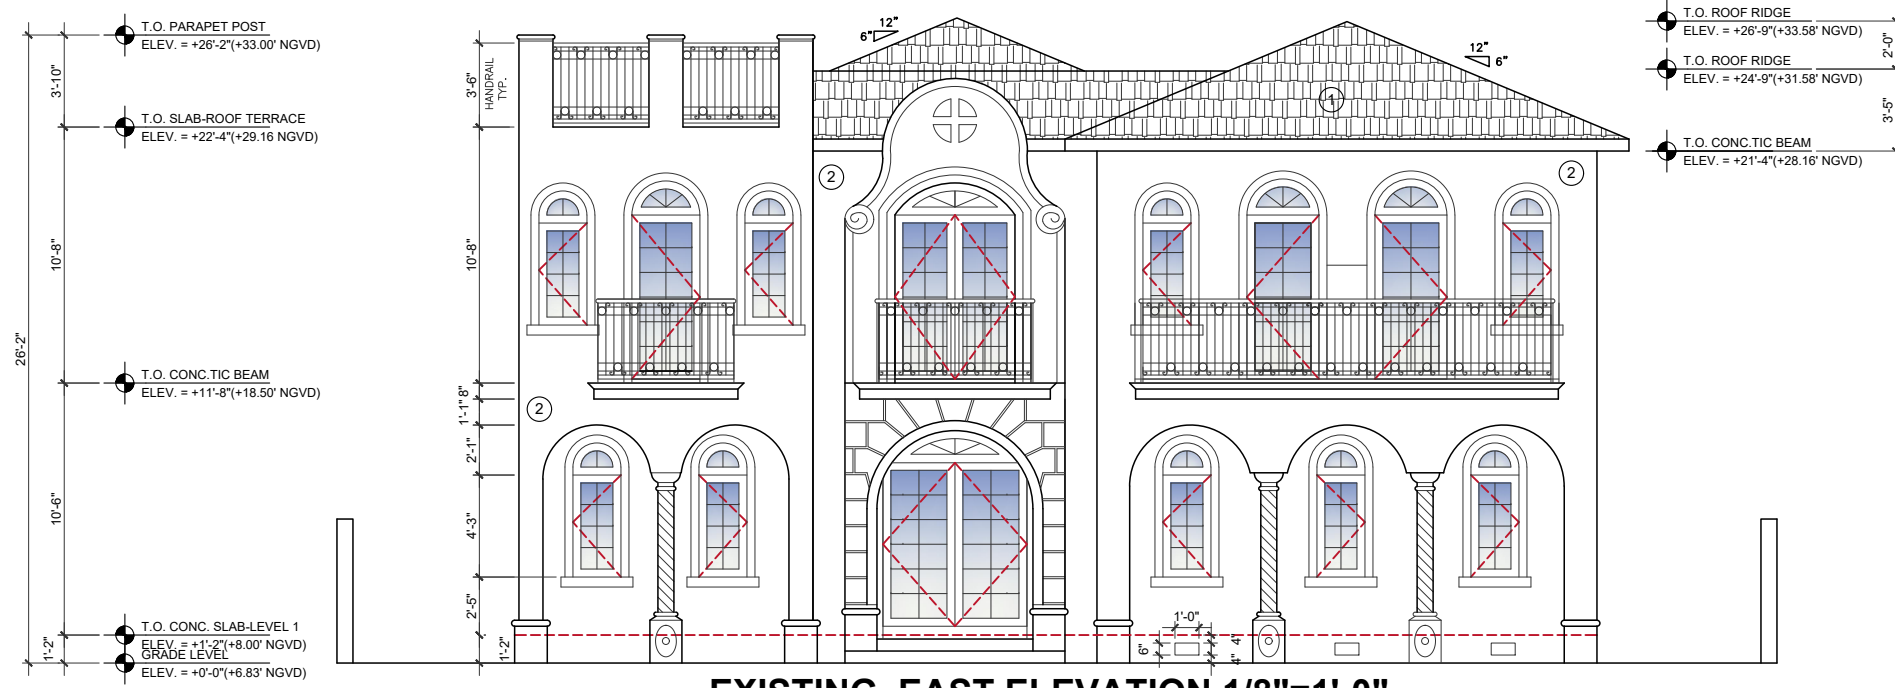 T.O. PARAPET POST
ELEV. = +26'-2"(+33.00' NGVD)
T.O. SLAB-ROOF TERRACE
ELEV. = +22'-4"(+29.16 NGVD)
T.O. CONC.TIC BEAM
ELEV. = +11'-8"(+18.50' NGVD)
T.O. CONC. SLAB-LEVEL 1
ELEV. = +1'-2"(+8.00' NGVD)
GRADE LEVEL
ELEV. = +0'-0"(+6.83' NGVD)
26'-2"
3'-10"
10'-8"
10'-6"
1'-2"
3'-6"
HANDRAIL
TYP.
10'-8"
8"
1'-1"
2'-1"
4'-3"
2'-5"
1'-2"
12"
6"
12"
6"
1
2
2
2
1'-0"
6"
4"
4"
T.O. ROOF RIDGE
ELEV. = +26'-9"(+33.58' NGVD)
T.O. ROOF RIDGE
ELEV. = +24'-9"(+31.58' NGVD)
T.O. CONC.TIC BEAM
ELEV. = +21'-4"(+28.16' NGVD)
2'-0"
3'-5"
EXISTING EAST ELEVATION 1/8"=1'-0"